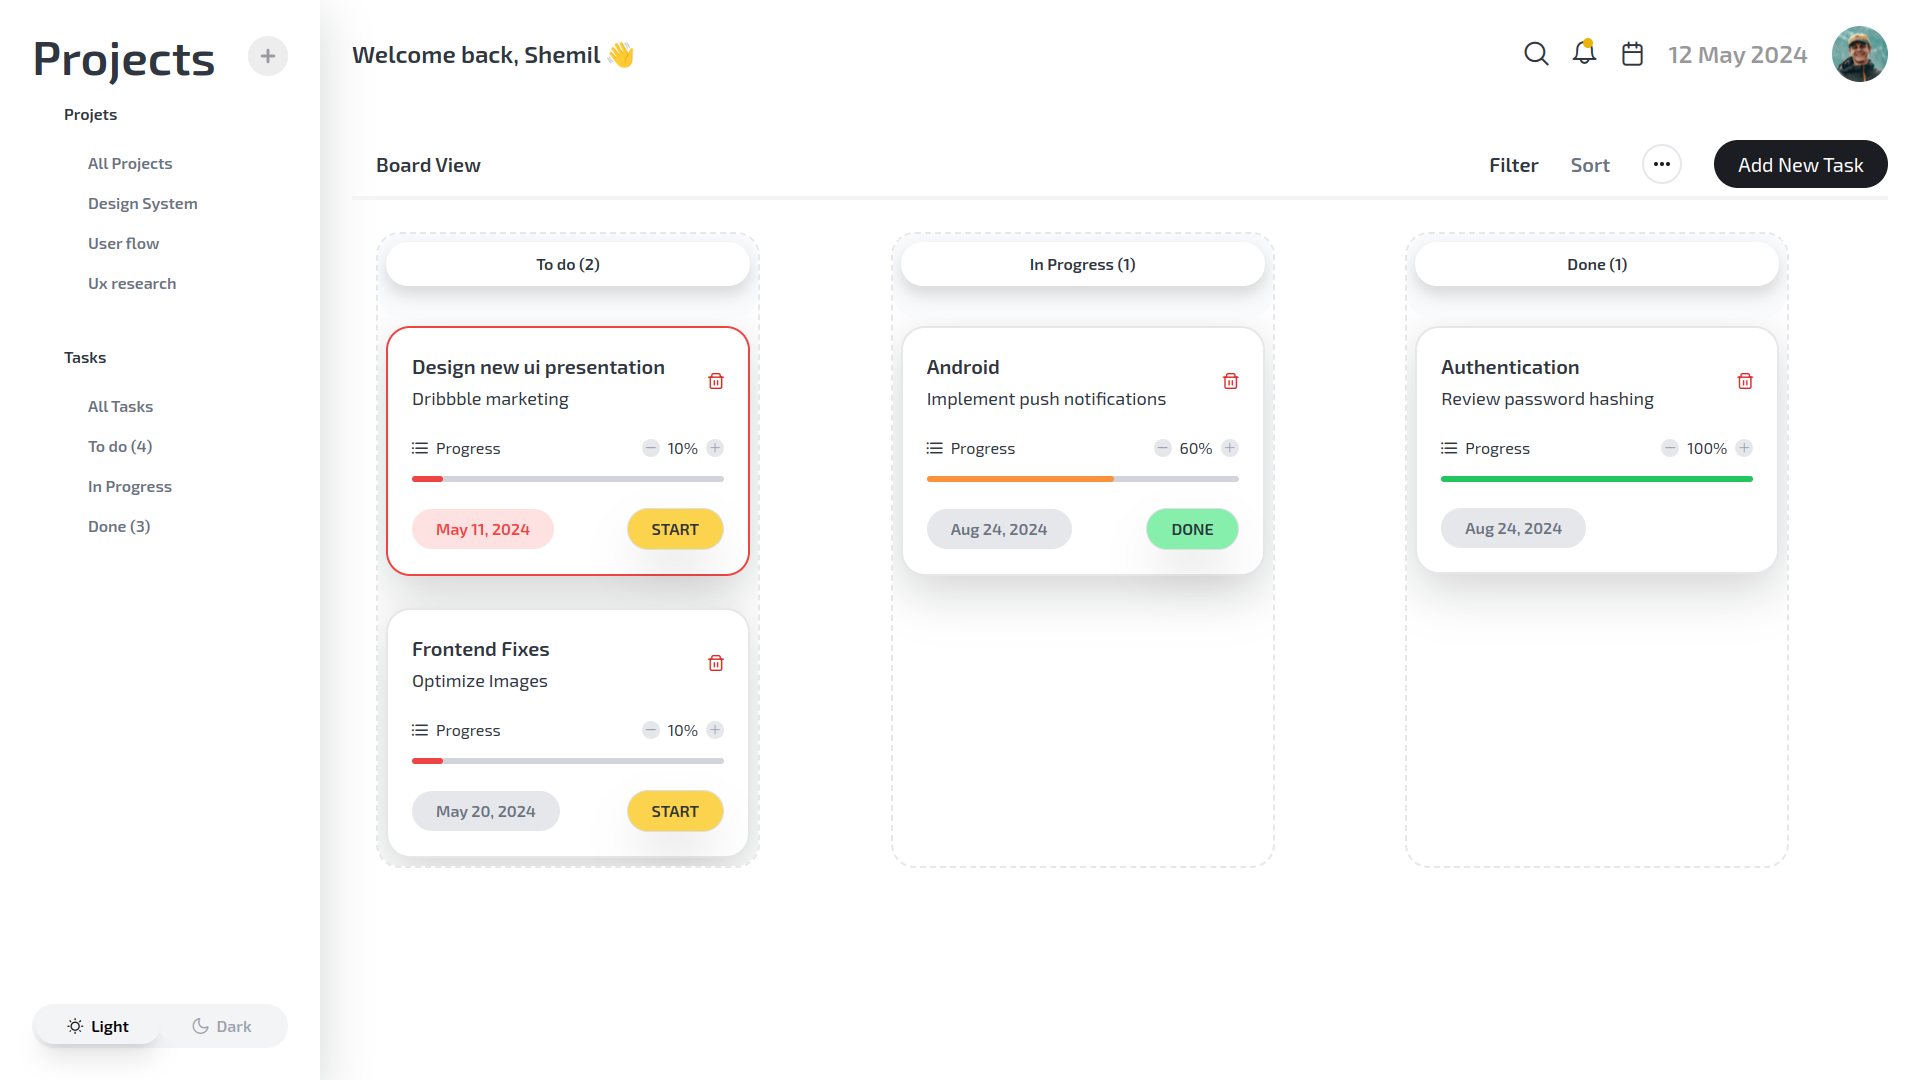 Projects
Projets
All Projects
Design System
User flow
Ux research
Tasks
All Tasks
To do (4)
In Progress
Done (3)
Light
Dark
Welcome back, Shemil 👋
12 May 2024
Board View
Filter
Sort
Add New Task
To do (2)
Design new ui presentation
Dribbble marketing
Progress
10%
May 11, 2024
START
Frontend Fixes
Optimize Images
Progress
10%
May 20, 2024
START
In Progress (1)
Android
Implement push notifications
Progress
60%
Aug 24, 2024
DONE
Done (1)
Authentication
Review password hashing
Progress
100%
Aug 24, 2024